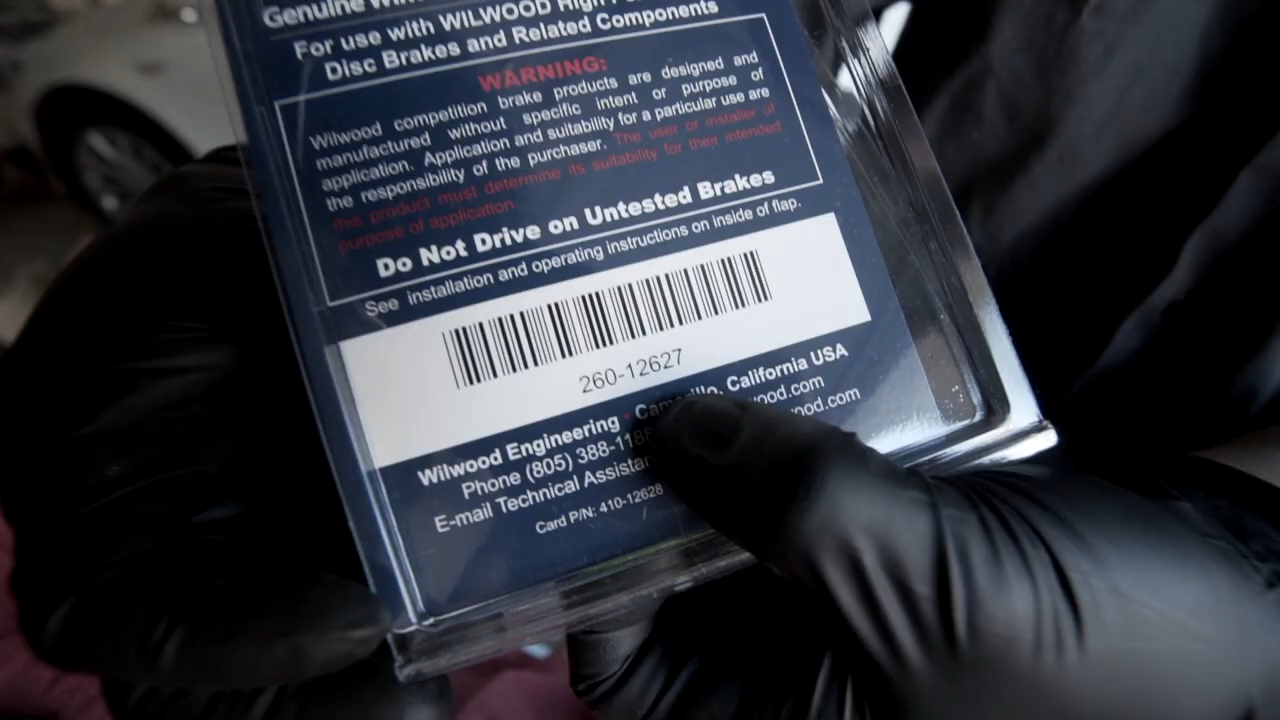 Genuine
For use with WILWOOD High
Disc Brakes and Related Components
WARNING:
Wilwood competition brake products are designed and
manufactured without specific intent or purpose of
application. Application and suitability for a particular use are
the responsibility of the purchaser. The user or installer of
this product must determine its suitability for their intended
purpose of application.
Do Not Drive on Untested Brakes
See installation and operating instructions on inside of flap.
260-12627
Wilwood Engineering • Camarillo, California USA
Phone (805) 388-1188 wood.com
E-mail Technical Assistan wood.com
Card P/N: 410-12628